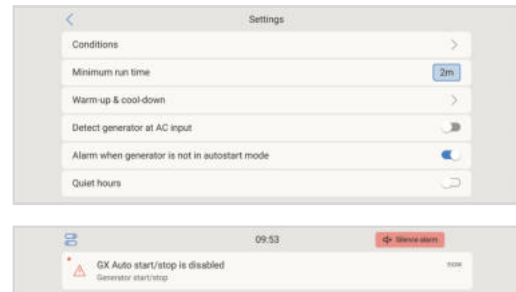 Settings
Conditions
Minimum run time 2m
Warm-up & cool-down
Detect generator at AC input
Alarm when generator is not in autostart mode
Quiet hours
09:53 Silence alarm
GX Auto start/stop is disabled now
Generator start/stop